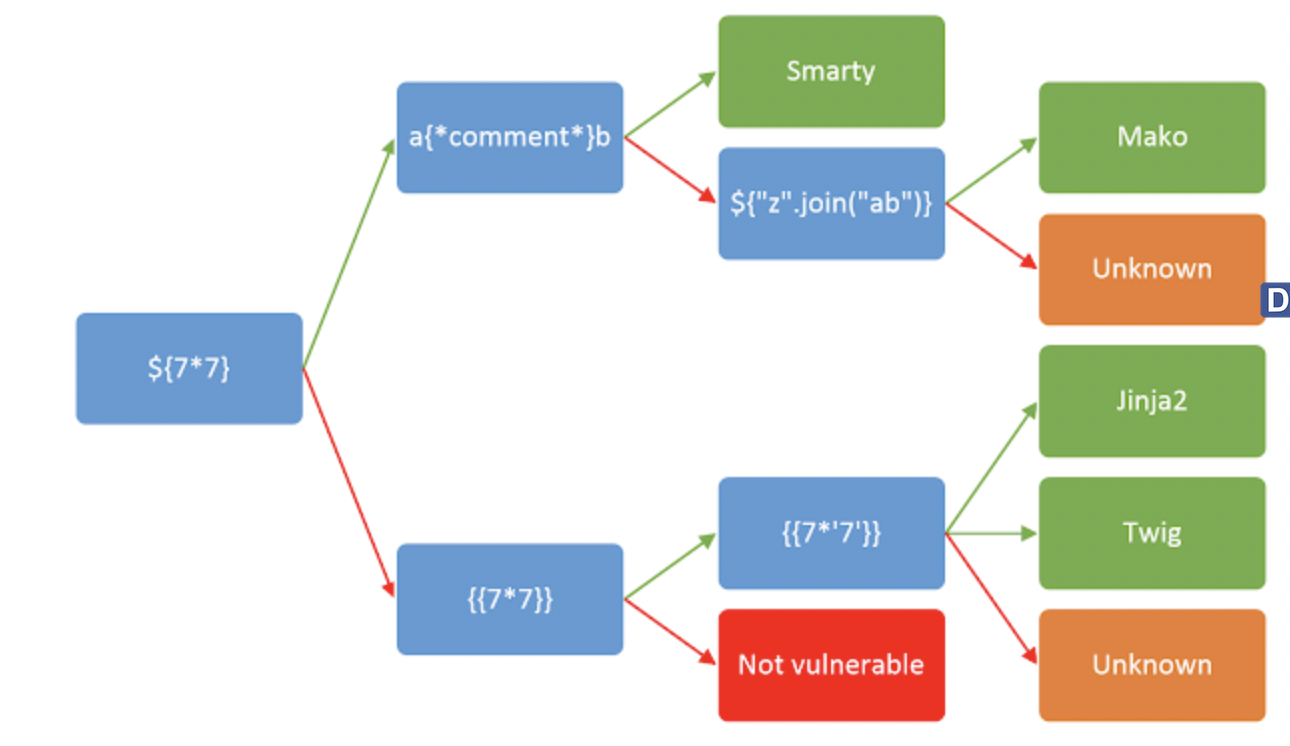 Smarty
a{*comment*}b
Mako
${"z".join("ab")}
Unknown
D
${7*7}
Jinja2
{{7*'7'}}
Twig
{{7*7}}
Not vulnerable
Unknown